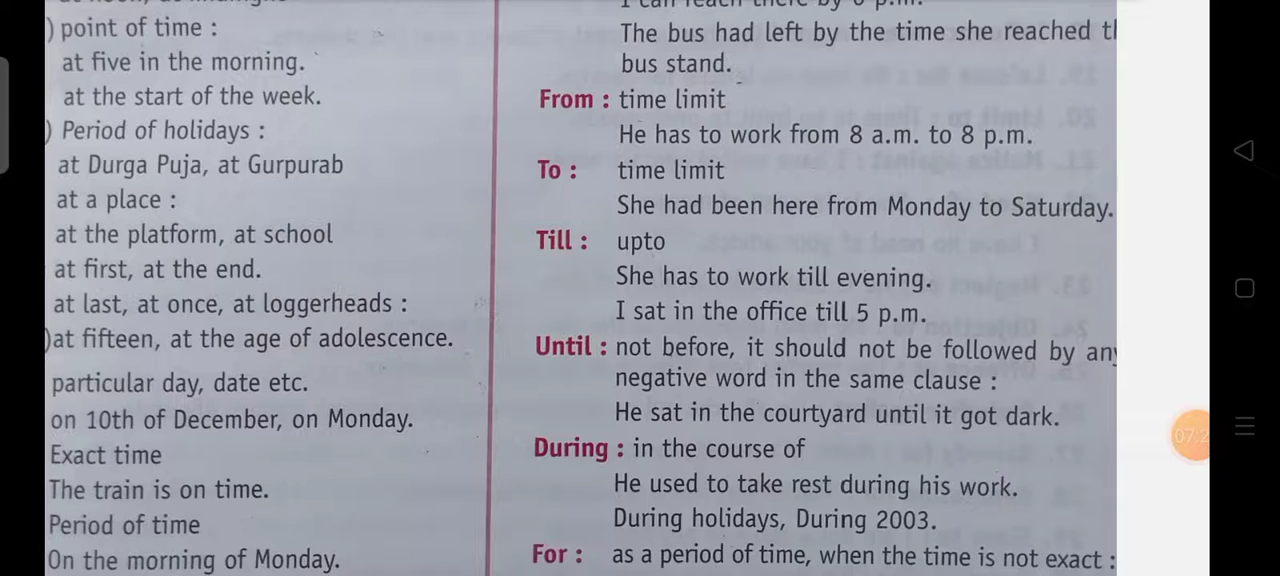 ) point of time :
at five in the morning.
at the start of the week.
) Period of holidays :
at Durga Puja, at Gurpurab
at a place :
at the platform, at school
at first, at the end.
at last, at once, at loggerheads :
)at fifteen, at the age of adolescence.
particular day, date etc.
on 10th of December, on Monday.
Exact time
The train is on time.
Period of time
On the morning of Monday.
I can reach there by 6 p.m.
The bus had left by the time she reached
bus stand.
From : time limit
He has to work from 8 a.m. to 8 p.m.
To : time limit
She had been here from Monday to Saturday.
Till : upto
She has to work till evening.
I sat in the office till 5 p.m.
Until : not before, it should not be followed by
negative word in the same clause :
He sat in the courtyard until it got dark.
During : in the course of
He used to take rest during his work.
During holidays, During 2003.
For : as a period of time, when the time is not exact :